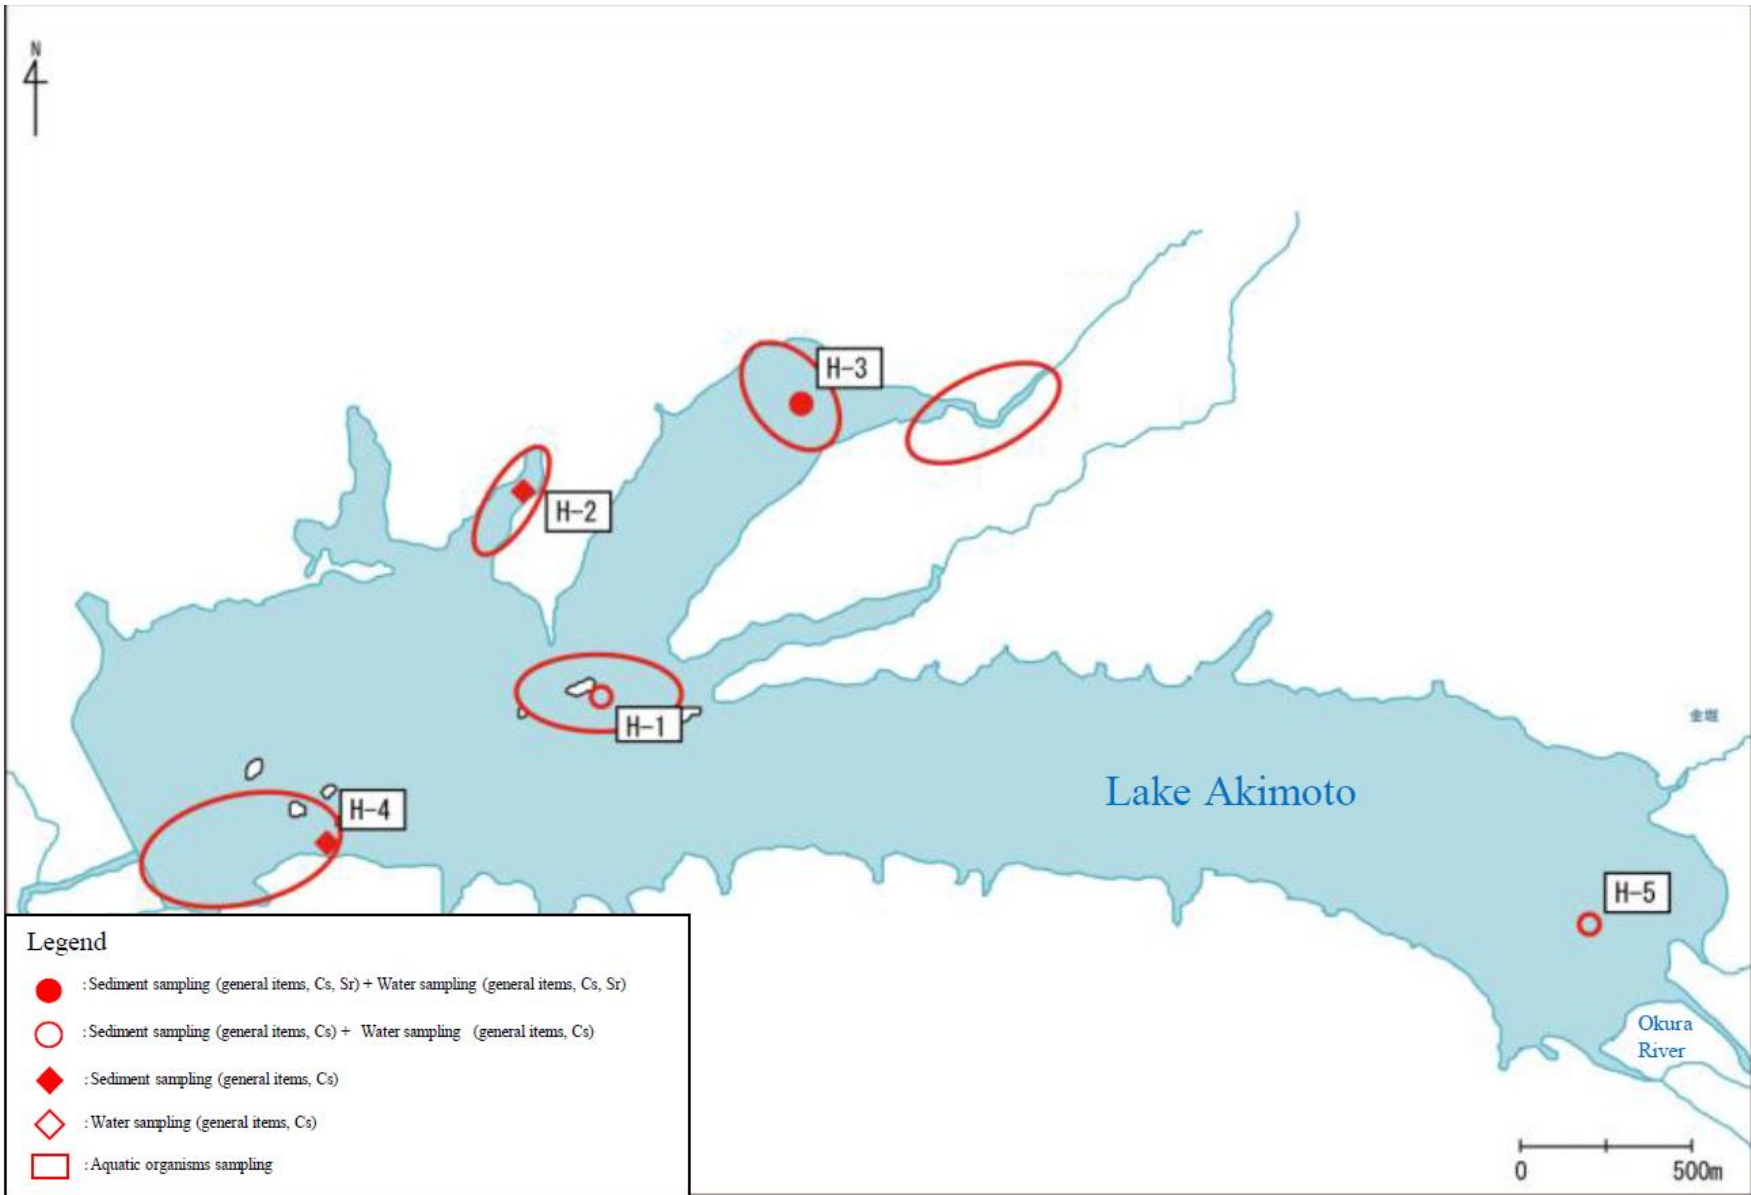 N
H-3
H-2
H-1
金堀
Lake Akimoto
H-4
H-5
Okura
River
Legend
: Sediment sampling (general items, Cs, Sr) + Water sampling (general items, Cs, Sr)
: Sediment sampling (general items, Cs) + Water sampling (general items, Cs)
: Sediment sampling (general items, Cs)
: Water sampling (general items, Cs)
: Aquatic organisms sampling
0 500m